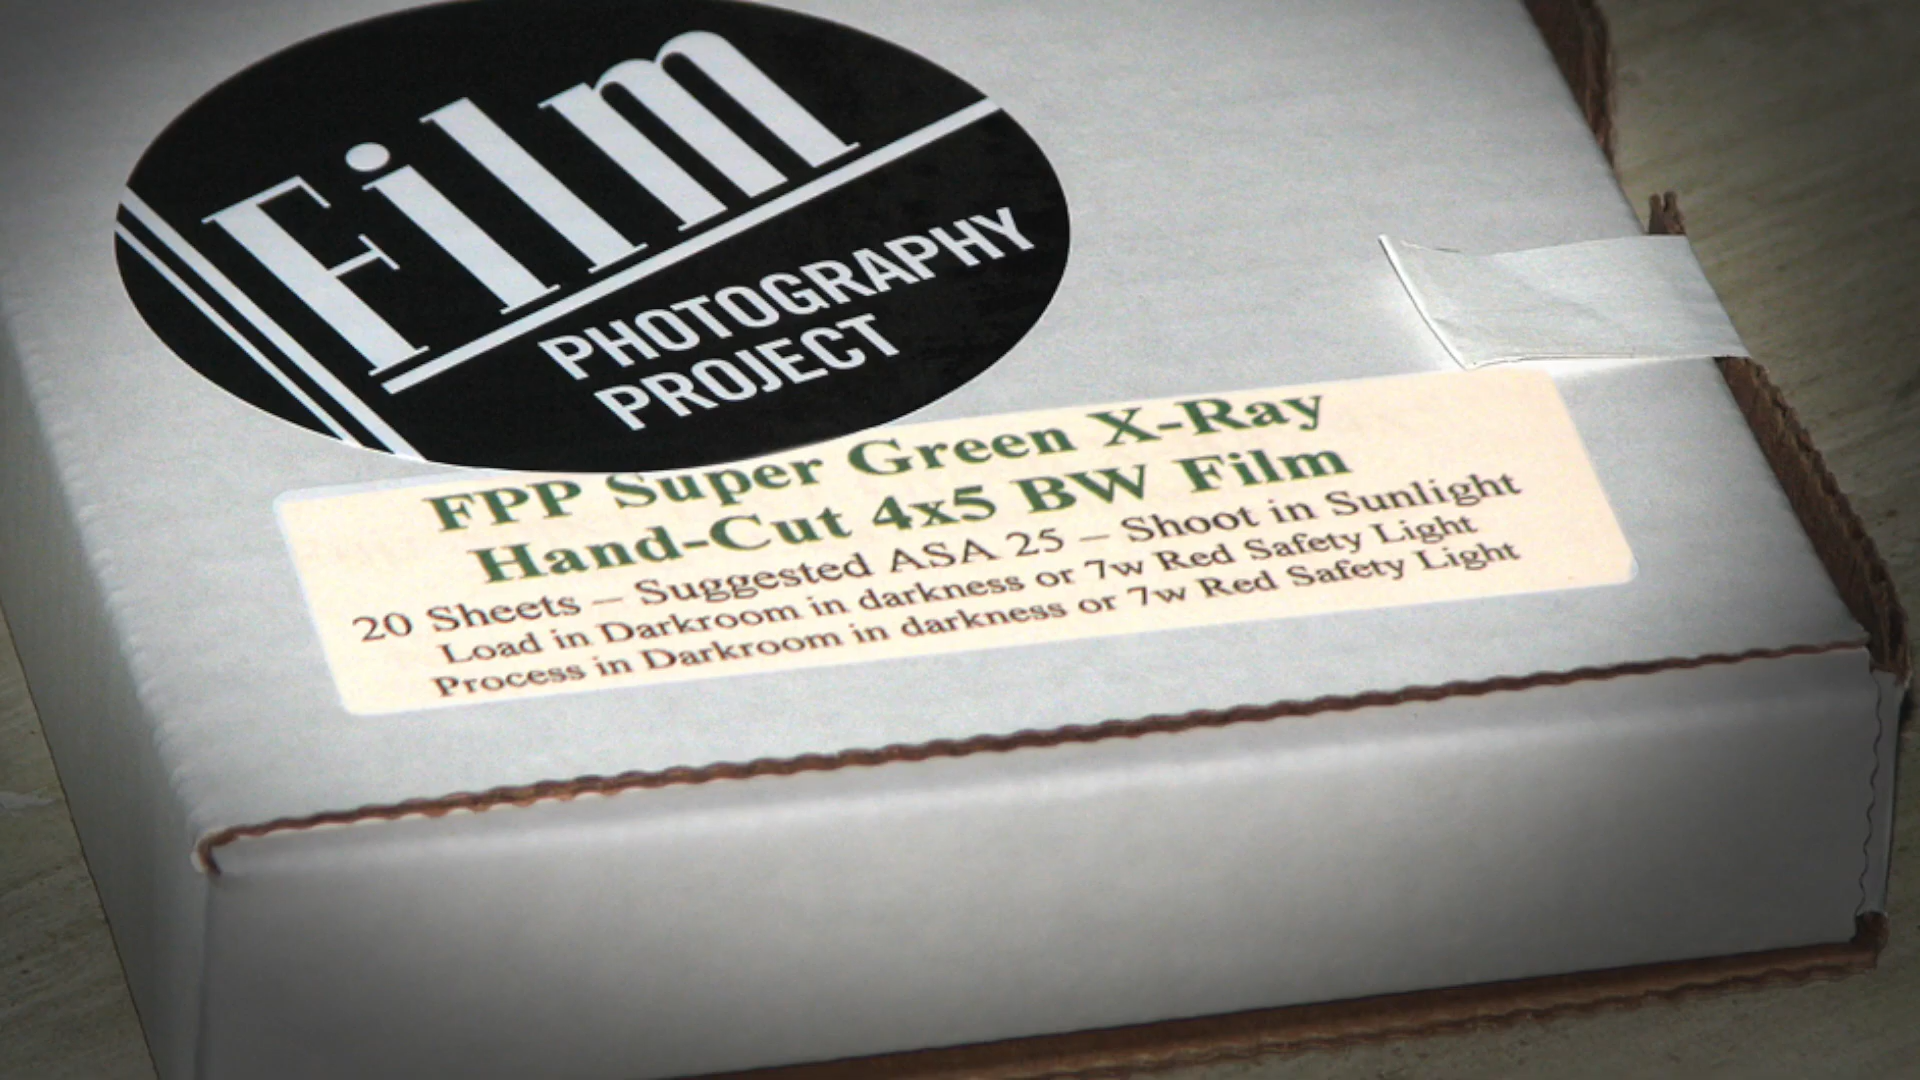 Film
PHOTOGRAPHY
PROJECT
FPP Super Green X-Ray
Hand-Cut 4x5 BW Film
20 Sheets – Suggested ASA 25 – Shoot in Sunlight
Load in Darkroom in darkness or 7w Red Safety Light
Process in Darkroom in darkness or 7w Red Safety Light